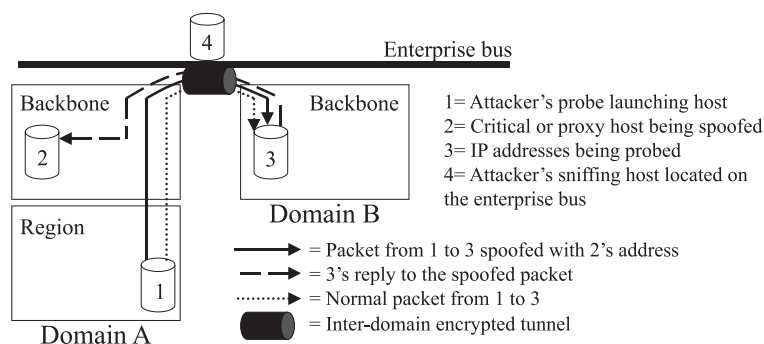 4
Enterprise bus
Backbone
2
Backbone
3
Domain B
Region
1
Domain A
1= Attacker's probe launching host
2= Critical or proxy host being spoofed
3= IP addresses being probed
4= Attacker's sniffing host located on
the enterprise bus
= Packet from 1 to 3 spoofed with 2's address
= 3's reply to the spoofed packet
= Normal packet from 1 to 3
= Inter-domain encrypted tunnel